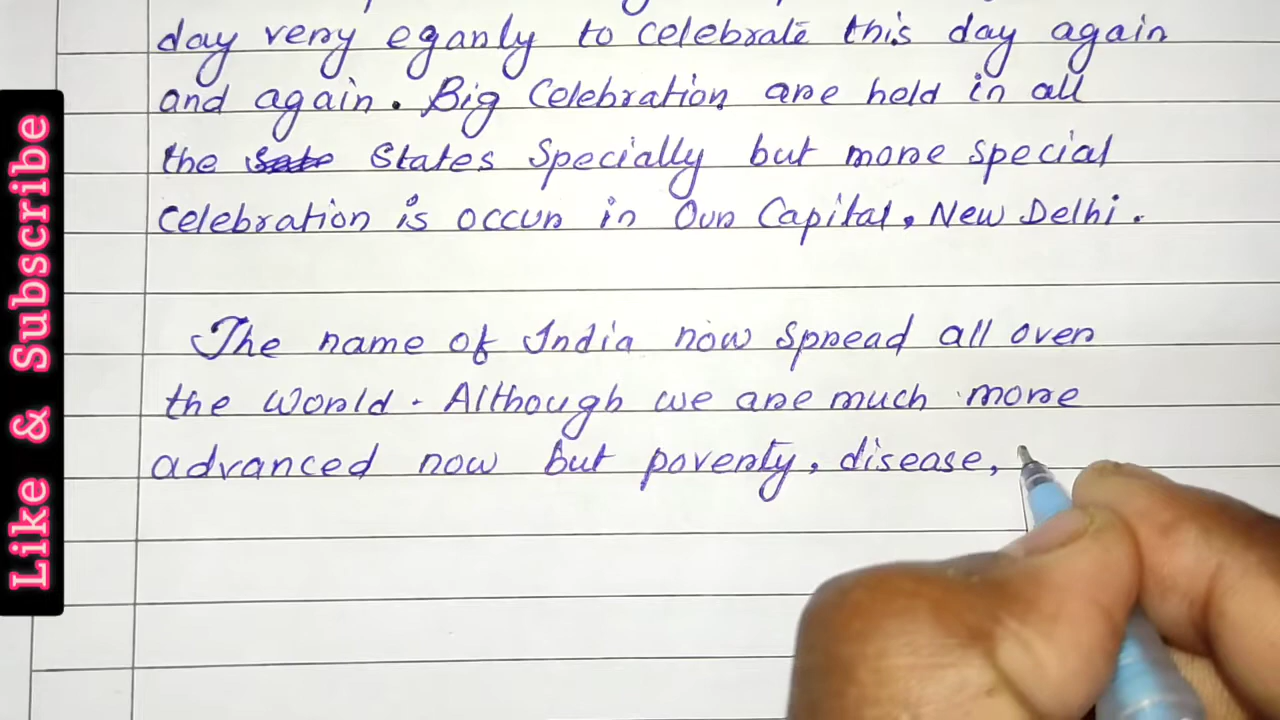 day very eganly to celebrate this day again
and again. Big Celebration are held in all
the States Specially but more special
celebration is occur in Our Capital, New Delhi.
The name of India now spread all over
the World. Although we are much more
advanced now but poverty, disease,
Like & Subscribe